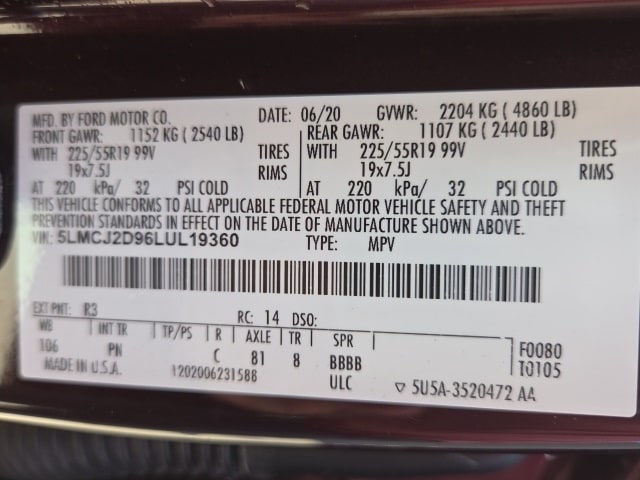 MFD. BY FORD MOTOR CO. DATE: 06/20 GVWR: 2204 KG ( 4860 LB)
FRONT GAWR: 1152 KG ( 2540 LB) REAR GAWR: 1107 KG ( 2440 LB)
WITH 225/55R19 99V TIRES WITH 225/55R19 99V TIRES
19x7.5J RIMS 19x7.5J RIMS
AT 220 kPa/ 32 PSI COLD AT 220 kPa/ 32 PSI COLD
THIS VEHICLE CONFORMS TO ALL APPLICABLE FEDERAL MOTOR VEHICLE SAFETY AND THEFT
PREVENTION STANDARDS IN EFFECT ON THE DATE OF MANUFACTURE SHOWN ABOVE.
VIN: 5LMCJ2D96LUL19360 TYPE: MPV
EXT PNT: R3 RC: 14 DSO:
WB INT TR TP/PS R AXLE TR SPR F0080
106 PN C 81 8 BBBB T0105
MADE IN U.S.A. 12020062315​88 ULC ▽ 5U5A-3520472 AA